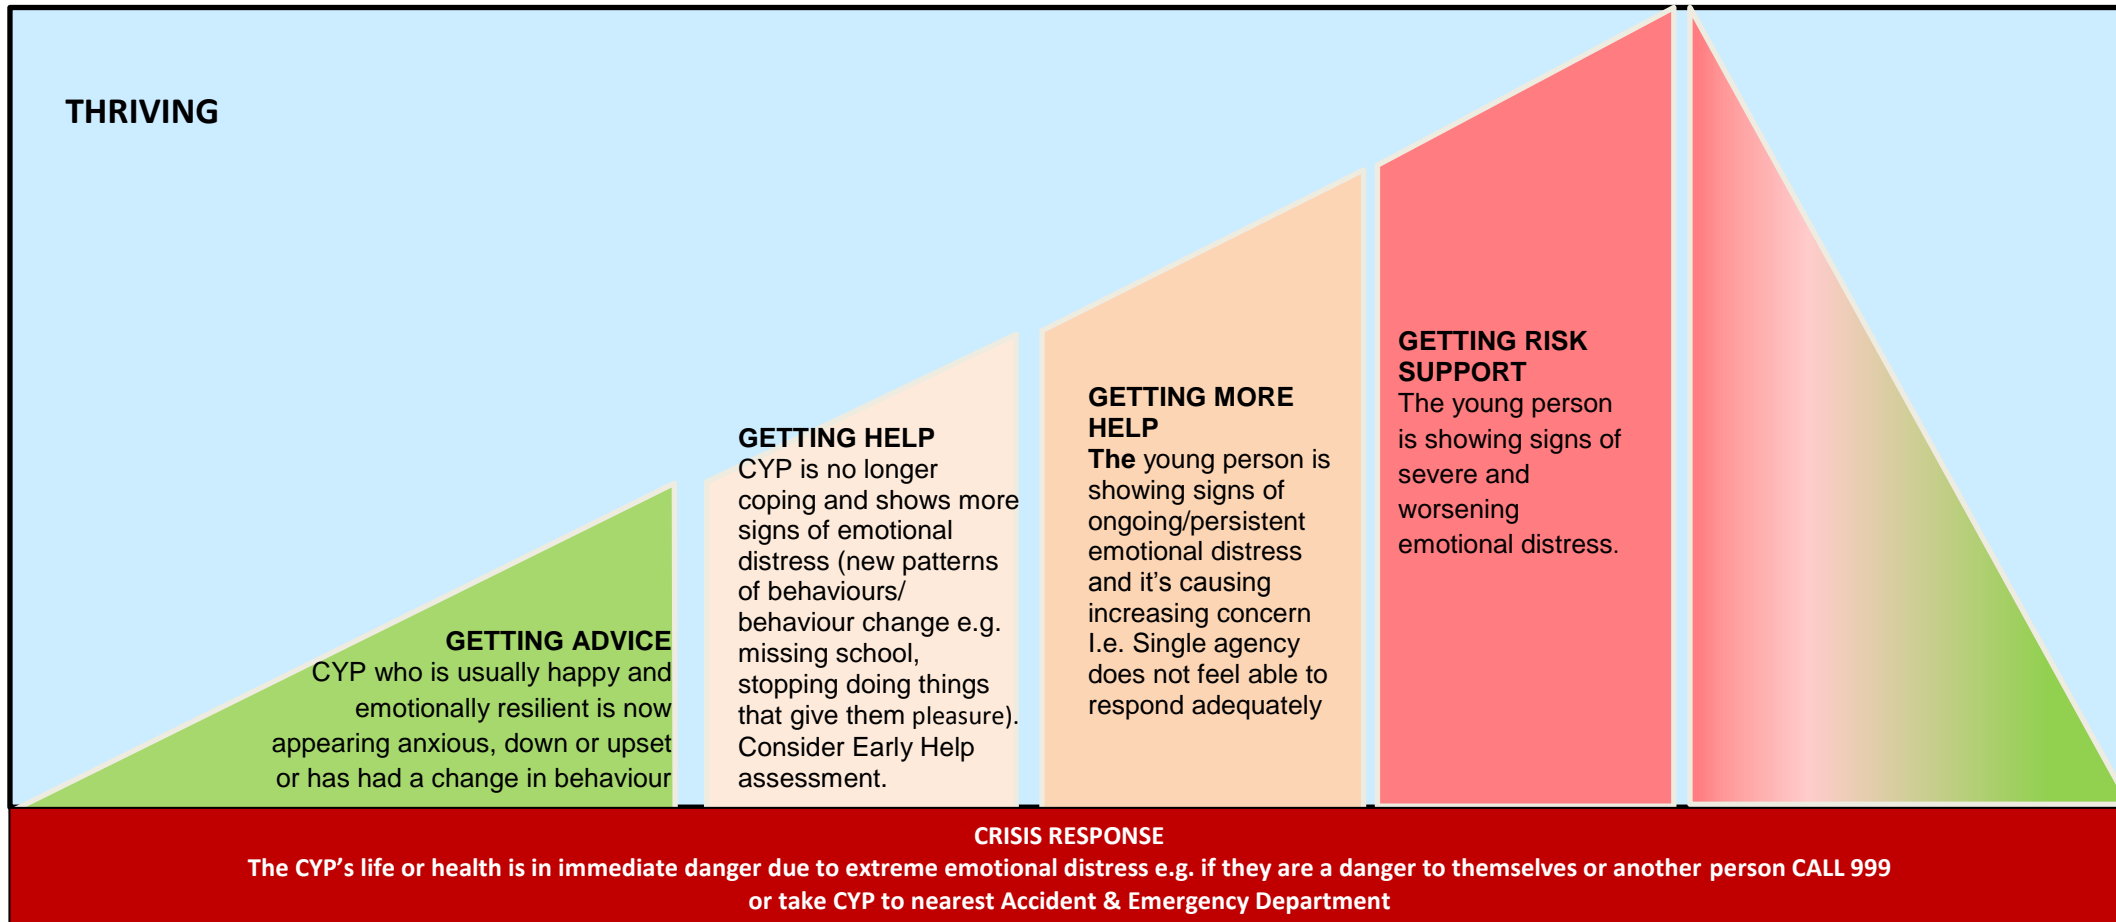 THRIVING
GETTING ADVICE
CYP who is usually happy and
emotionally resilient is now
appearing anxious, down or upset
or has had a change in behaviour
GETTING HELP
CYP is no longer
coping and shows more
signs of emotional
distress (new patterns
of behaviours/
behaviour change e.g.
missing school,
stopping doing things
that give them pleasure).
Consider Early Help
assessment.
GETTING MORE
HELP
The young person is
showing signs of
ongoing/persistent
emotional distress
and it’s causing
increasing concern
I.e. Single agency
does not feel able to
respond adequately
GETTING RISK
SUPPORT
The young person
is showing signs of
severe and
worsening
emotional distress.
CRISIS RESPONSE
The CYP’s life or health is in immediate danger due to extreme emotional distress e.g. if they are a danger to themselves or another person CALL 999
or take CYP to nearest Accident & Emergency Department